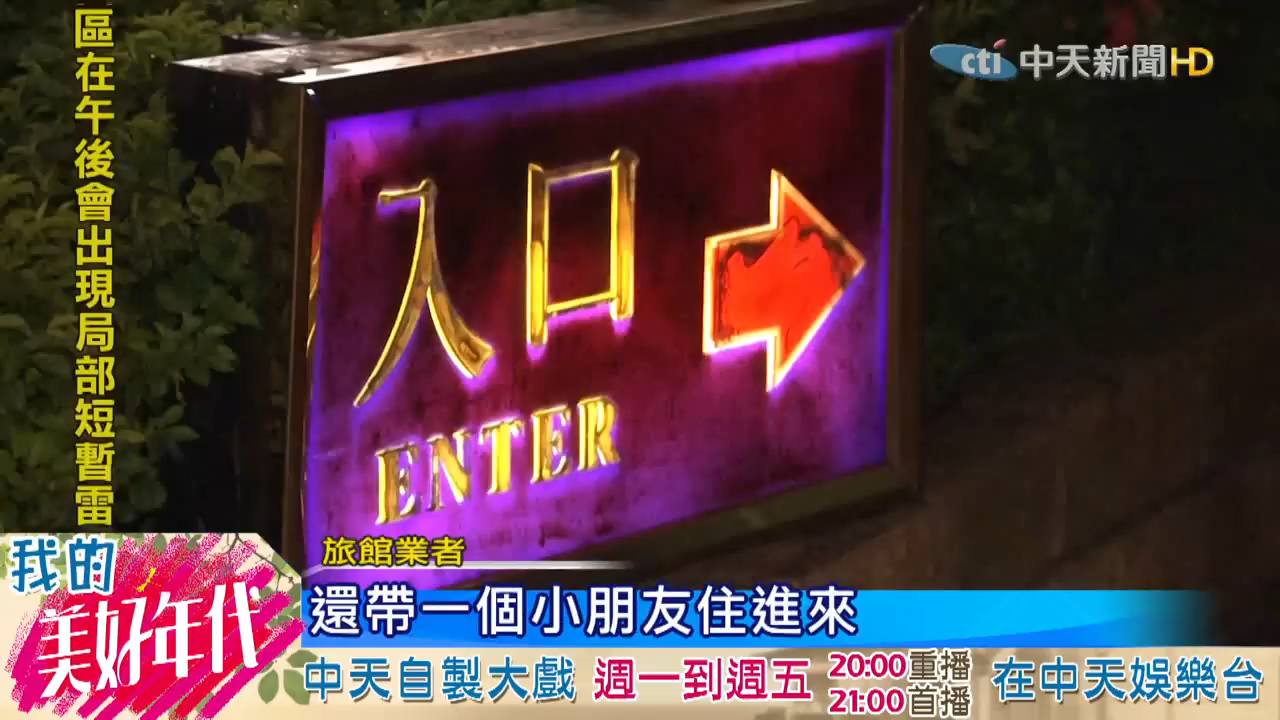 區在午後會出現局部短暫雷
cti 中天新聞HD
入口
ENTER
旅館業者
還帶一個小朋友住進來
我的
美好年代
中天自製大戲 週一到週五 20:00重播 21:00首播 在中天娛樂台